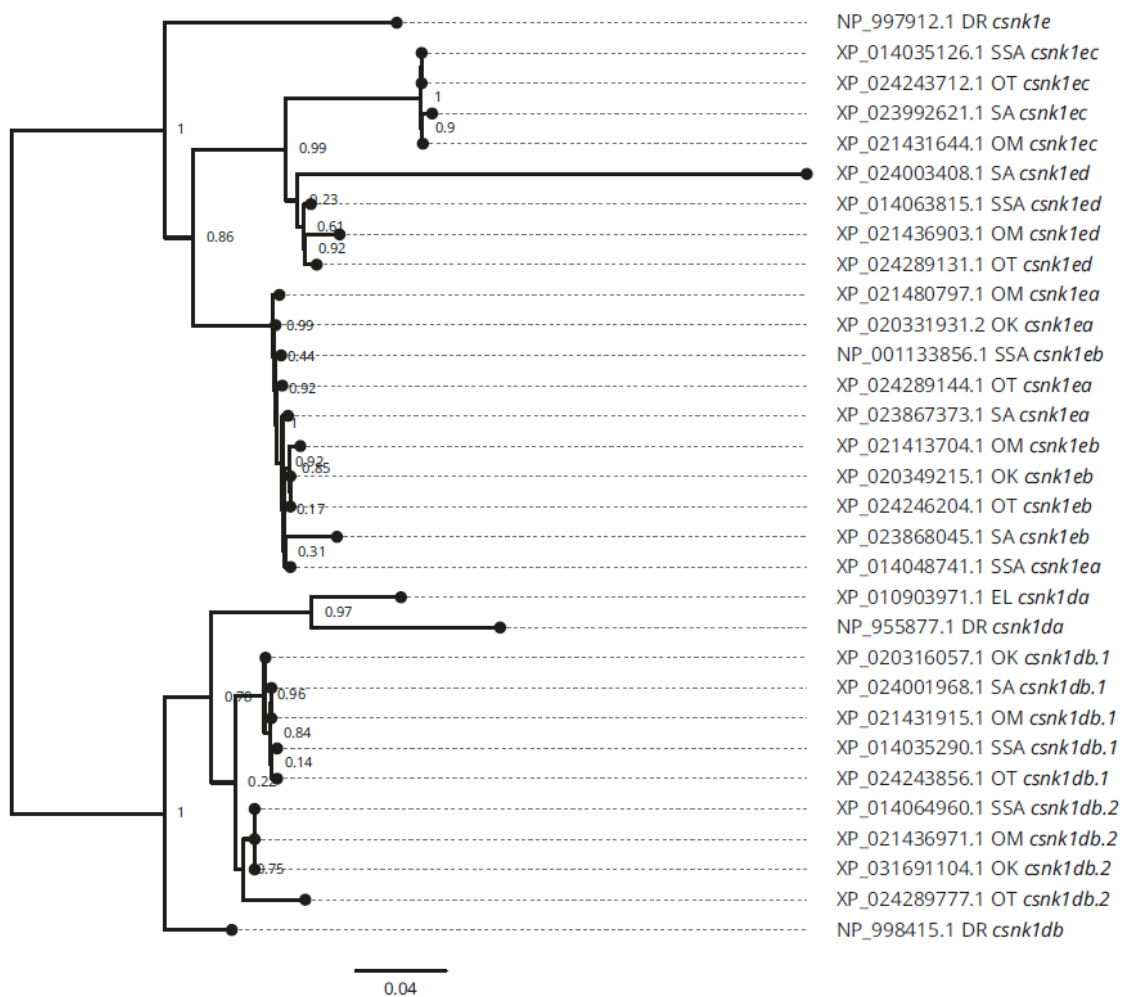 NP_997912.1 DR csnk1e
XP_014035126.1 SSA csnk1ec
XP_024243712.1 OT csnk1ec
1
XP_023992621.1 SA csnk1ec
0.9
1
XP_021431644.1 OM csnk1ec
0.99
XP_024003408.1 SA csnk1ed
0.23
XP_014063815.1 SSA csnk1ed
0.61
XP_021436903.1 OM csnk1ed
0.86
0.92
XP_024289131.1 OT csnk1ed
XP_021480797.1 OM csnk1ea
0.99
XP_020331931.2 OK csnk1ea
0.44
NP_001133856.1 SSA csnk1eb
0.92
XP_024289144.1 OT csnk1ea
XP_023867373.1 SA csnk1ea
1
XP_021413704.1 OM csnk1eb
0.92
0.85
XP_020349215.1 OK csnk1eb
0.17
XP_024246204.1 OT csnk1eb
XP_023868045.1 SA csnk1eb
0.31
XP_014048741.1 SSA csnk1ea
XP_010903971.1 EL csnk1da
0.97
NP_955877.1 DR csnk1da
XP_020316057.1 OK csnk1db.1
XP_024001968.1 SA csnk1db.1
0.78
0.96
XP_021431915.1 OM csnk1db.1
0.84
XP_014035290.1 SSA csnk1db.1
0.14
XP_024243856.1 OT csnk1db.1
0.22
XP_014064960.1 SSA csnk1db.2
1
XP_021436971.1 OM csnk1db.2
0.75
XP_031691104.1 OK csnk1db.2
XP_024289777.1 OT csnk1db.2
NP_998415.1 DR csnk1db
0.04